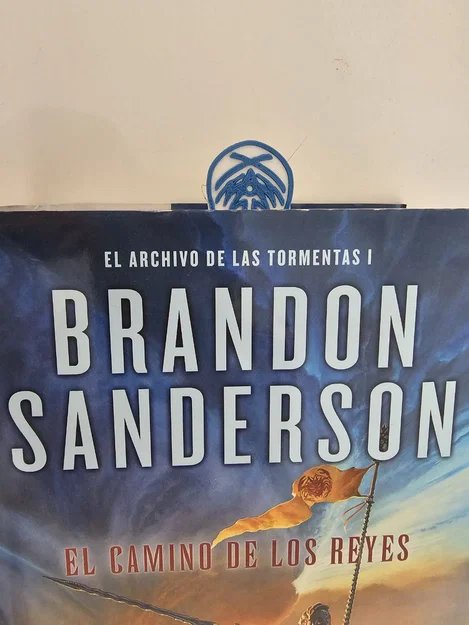 EL ARCHIVO DE LAS TORMENTAS I
BRANDON
SANDERSON
EL CAMINO DE LOS REYES